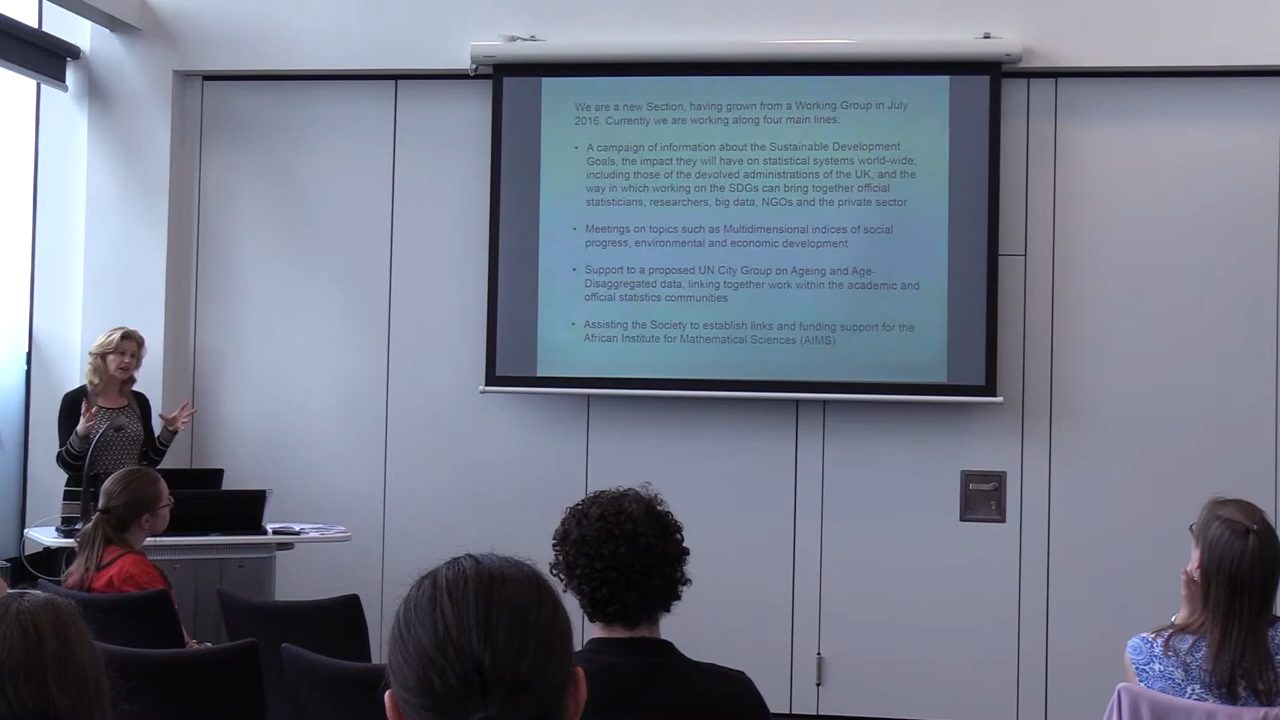 We are a new Section, having grown from a Working Group in July
2016. Currently we are working along four main lines:
• A campaign of information about the Sustainable Development
Goals, the impact they will have on statistical systems world-wide,
including those of the devolved administrations of the UK, and the
way in which working on the SDGs can bring together official
statisticians, researchers, big data, NGOs and the private sector
• Meetings on topics such as Multidimensional indices of social
progress, environmental and economic development
• Support to a proposed UN City Group on Ageing and Age-
Disaggregated data, linking together work within the academic and
official statistics communities
• Assisting the Society to establish links and funding support for the
African Institute for Mathematical Sciences (AIMS)